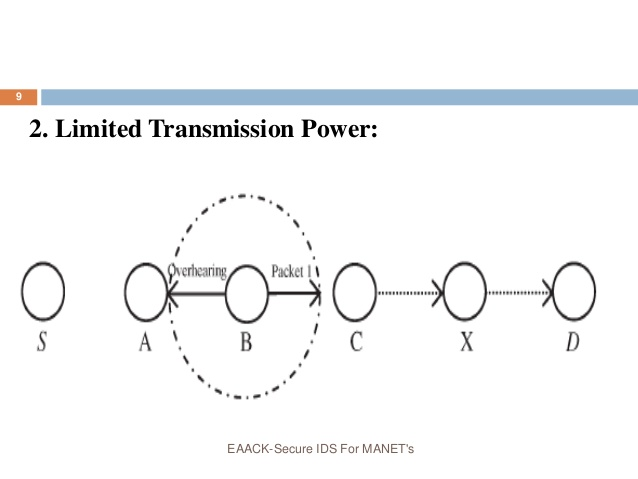 9
2. Limited Transmission Power:
Overhearing Packet 1
S A B C X D
EAACK-Secure IDS For MANET's